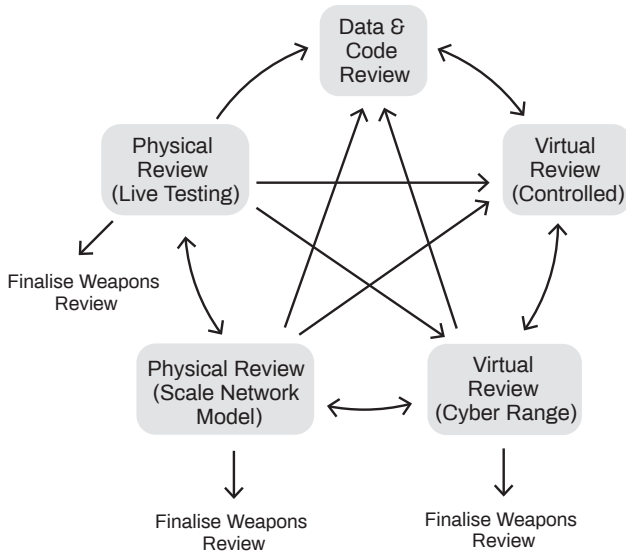 Data &
Code
Review
Physical
Review
(Live Testing)
Virtual
Review
(Controlled)
Finalise Weapons
Review
Physical Review
(Scale Network
Model)
Virtual
Review
(Cyber Range)
Finalise Weapons
Review
Finalise Weapons
Review